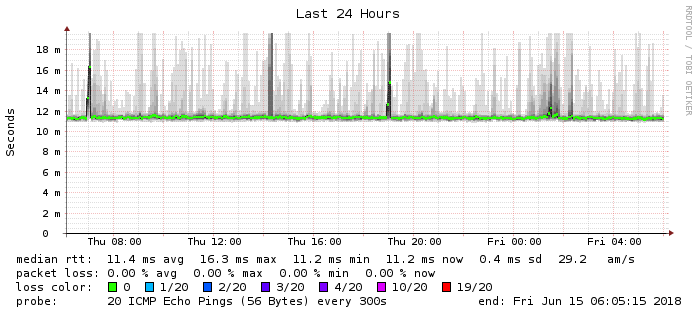 Last 24 Hours
RRDTOOL / TOBI OETIKER
Seconds
18 m
16 m
14 m
12 m
10 m
8 m
6 m
4 m
2 m
0
Thu 08:00 Thu 12:00 Thu 16:00 Thu 20:00 Fri 00:00 Fri 04:00
median rtt: 11.4 ms avg 16.3 ms max 11.2 ms min 11.2 ms now 0.4 ms sd 29.2 am/s
packet loss: 0.00 % avg 0.00 % max 0.00 % min 0.00 % now
loss color: 0 1/20 2/20 3/20 4/20 10/20 19/20
probe: 20 ICMP Echo Pings (56 Bytes) every 300s end: Fri Jun 15 06:05:15 2018